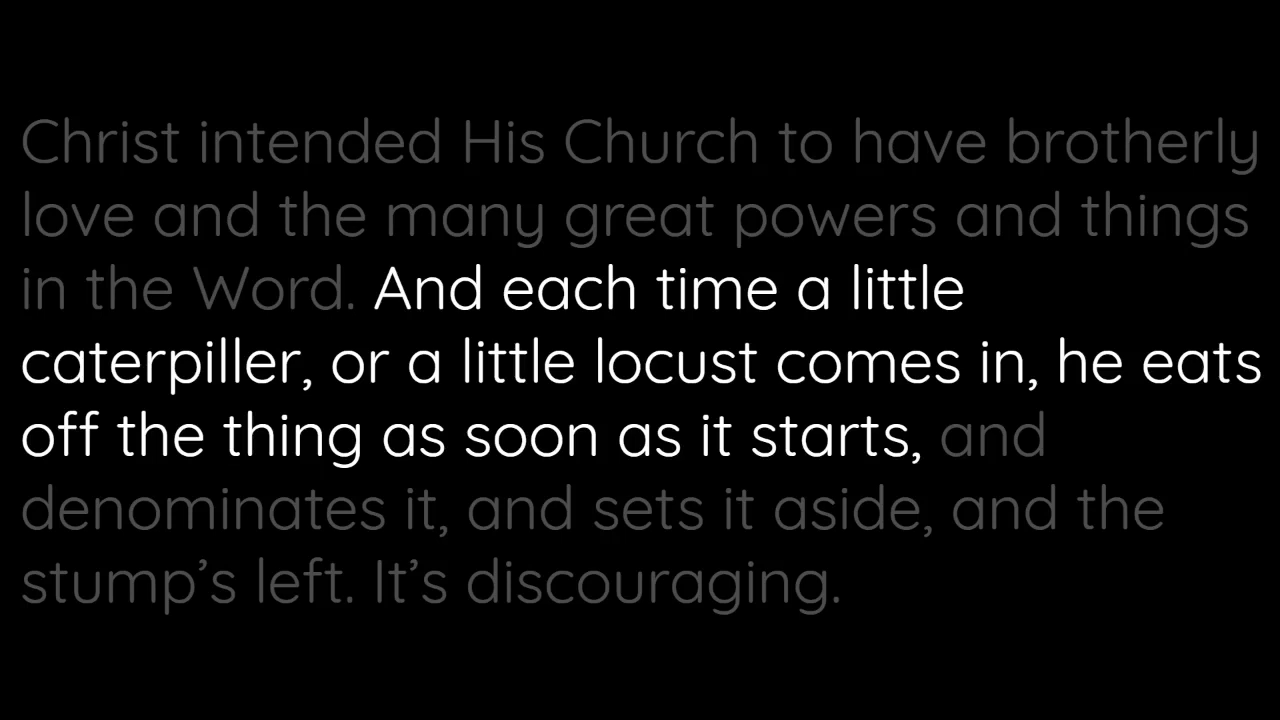 Christ intended His Church to have brotherly
love and the many great powers and things
in the Word. And each time a little
caterpiller, or a little locust comes in, he eats
off the thing as soon as it starts, and
denominates it, and sets it aside, and the
stump’s left. It’s discouraging.